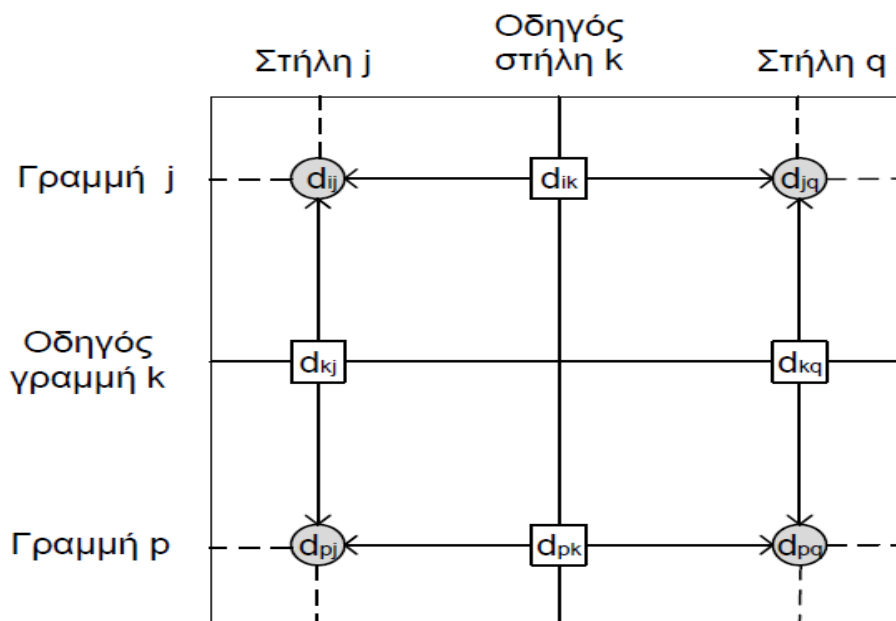 Οδηγός
Στήλη j στήλη k Στήλη q
Γραμμή j dij dik djq
Οδηγός
γραμμή k dkj dkq
Γραμμή p dpj dpk dpq